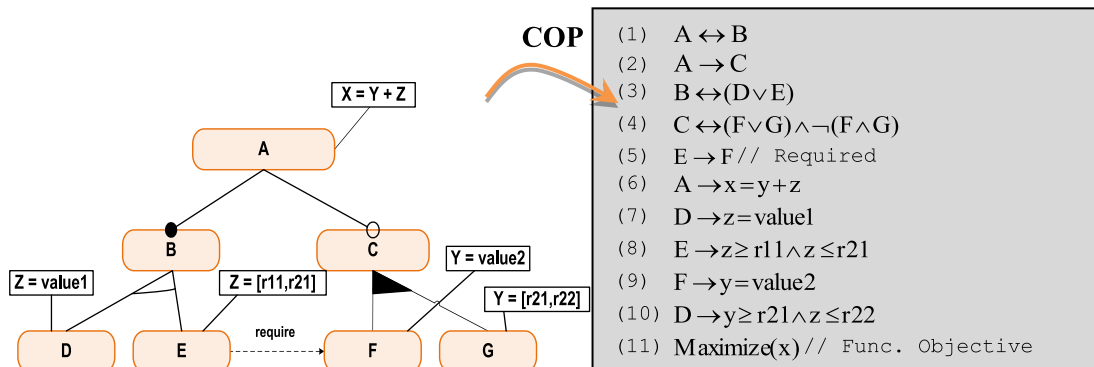 COP
X = Y + Z
A
B
C
Z = value1
Z = [r11,r21]
Y = value2
Y = [r21,r22]
require
D
E
F
G
(1) A ↔ B
(2) A → C
(3) B ↔ (D ∨ E)
(4) C ↔ (F ∨ G) ∧ ¬(F ∧ G)
(5) E → F // Required
(6) A → x = y + z
(7) D → z = value1
(8) E → z ≥ r11 ∧ z ≤ r21
(9) F → y = value2
(10) D → y ≥ r21 ∧ z ≤ r22
(11) Maximize(x) // Func. Objective